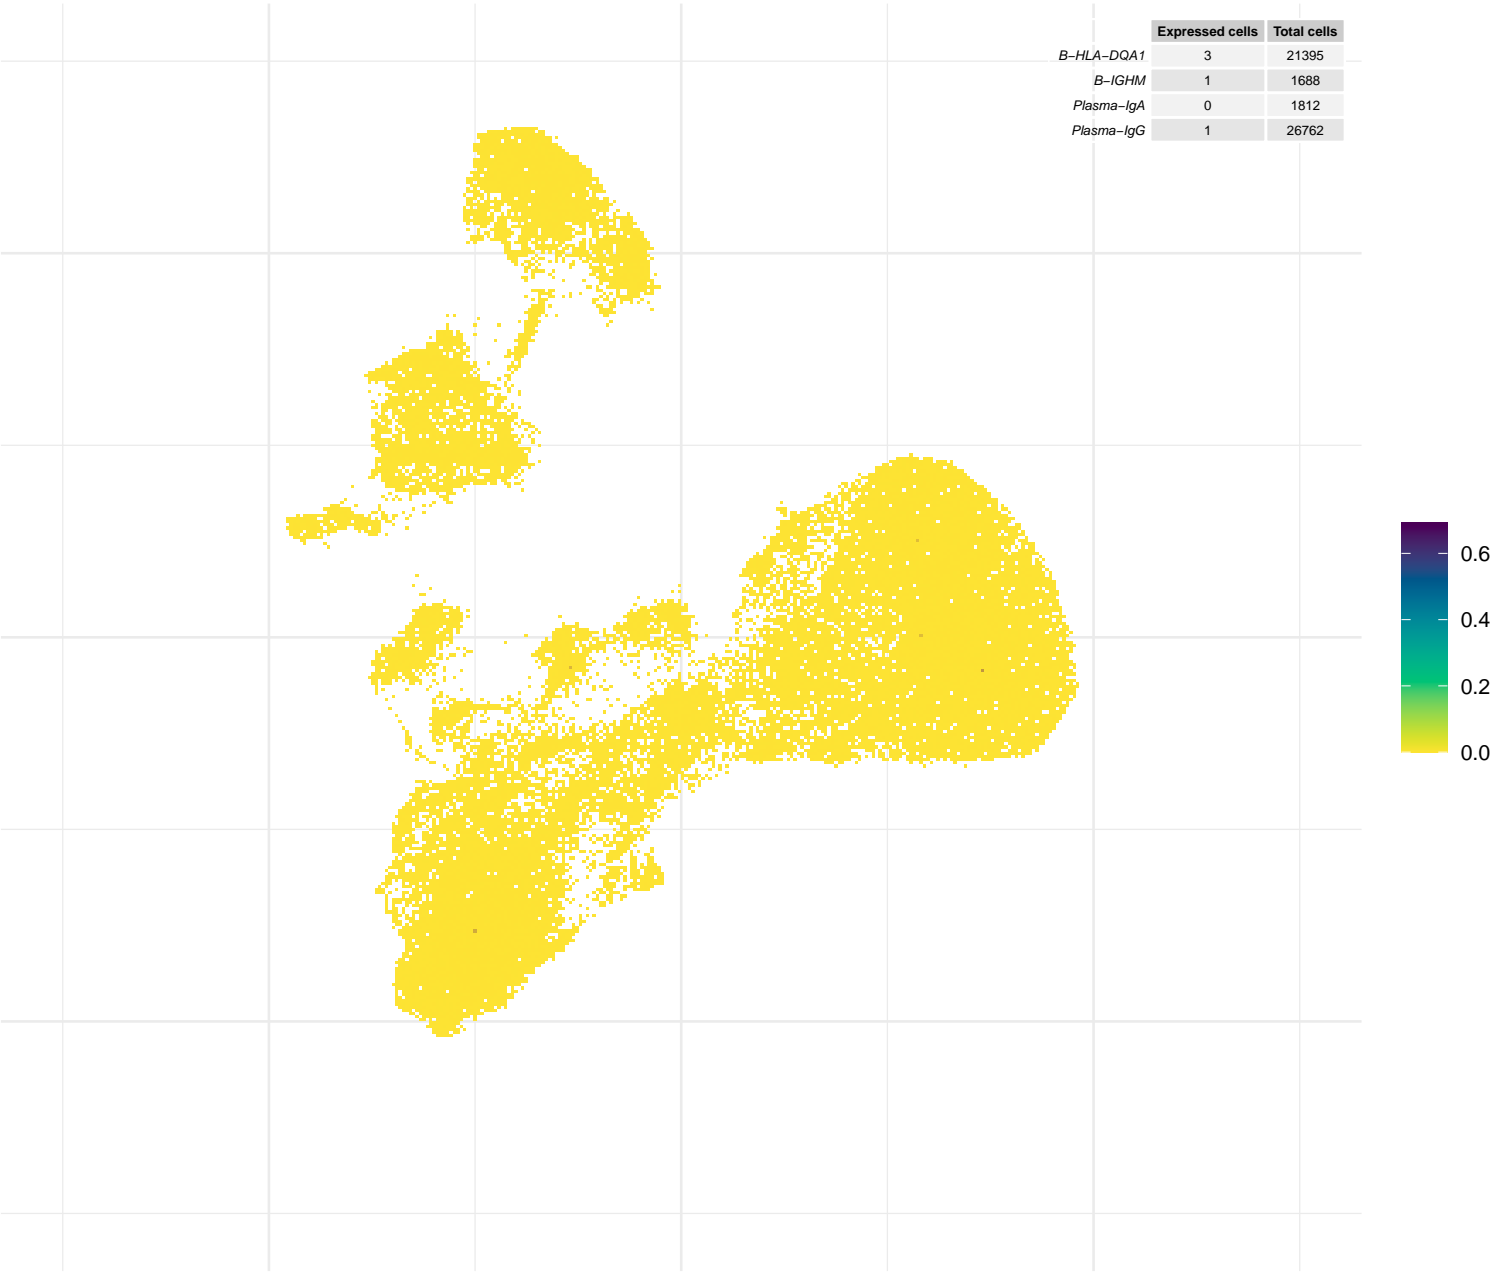 Expressed cells Total cells
B−HLA−DQA1 3 21395
B−IGHM 1 1688
Plasma−IgA 0 1812
Plasma−IgG 1 26762
0.6
0.4
0.2
0.0